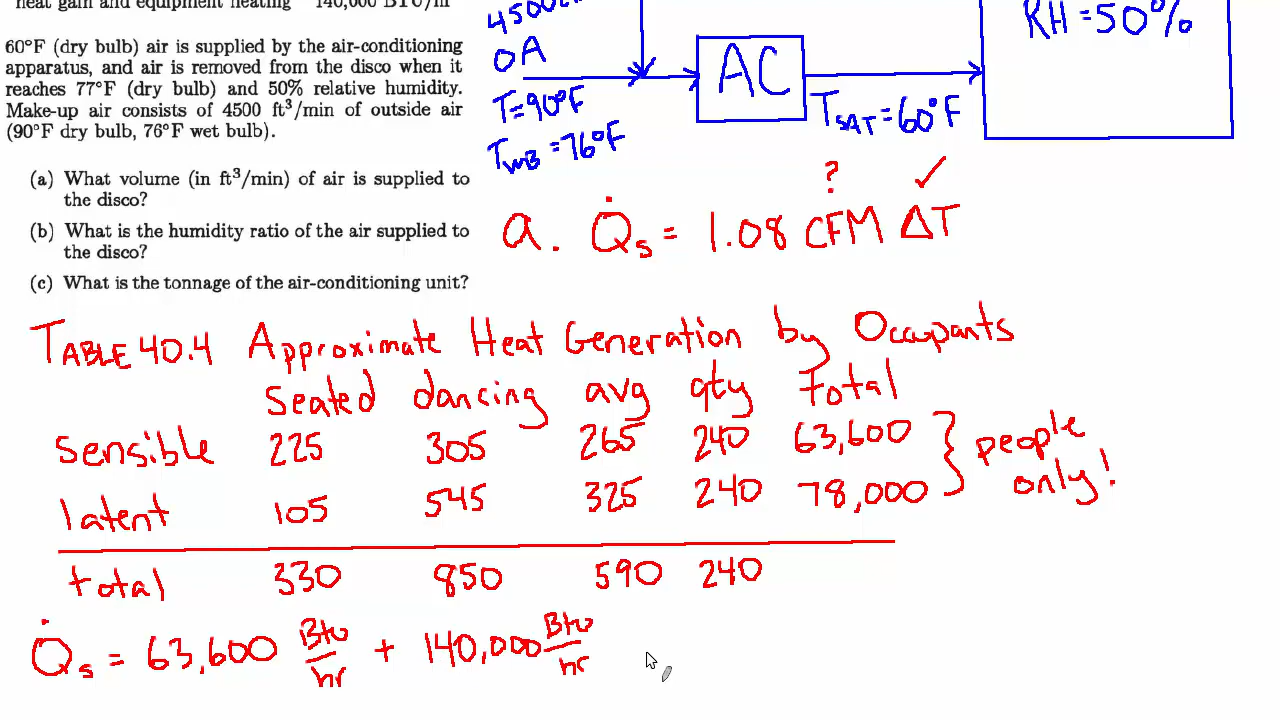 heat gain and equipment heating 140,000 BTU/hr
60°F (dry bulb) air is supplied by the air-conditioning
apparatus, and air is removed from the disco when it
reaches 77°F (dry bulb) and 50% relative humidity.
Make-up air consists of 4500 ft³/min of outside air
(90°F dry bulb, 76°F wet bulb).
(a) What volume (in ft³/min) of air is supplied to
the disco?
(b) What is the humidity ratio of the air supplied to
the disco?
(c) What is the tonnage of the air-conditioning unit?
4500
OA
T=90°F
TWB=76°F
AC
TSAT=60°F
RH=50%
? ✓
a. Q̇s = 1.08 CFM ΔT
TABLE 40.4 Approximate Heat Generation by Occupants
Seated dancing avg qty Total
Sensible 225 305 265 240 63,600
latent 105 545 325 240 78,000
} people
only!
total 330 850 590 240
Q̇s = 63,600 Btu/hr + 140,000 Btu/hr